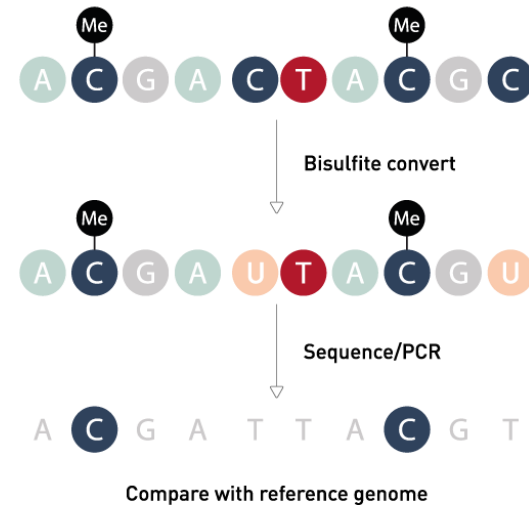 Me Me
A C G A C T A C G C
Bisulfite convert
Me Me
A C G A U T A C G U
Sequence/PCR
A C G A T T A C G T
Compare with reference genome